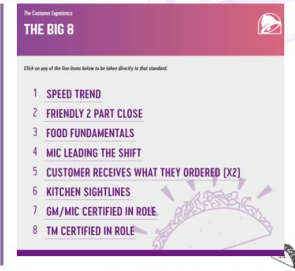 The Customer Experience
THE BIG 8
Click on any of the line items below to be taken directly to that standard.
1 SPEED TREND
2 FRIENDLY 2 PART CLOSE
3 FOOD FUNDAMENTALS
4 MIC LEADING THE SHIFT
5 CUSTOMER RECEIVES WHAT THEY ORDERED (X2)
6 KITCHEN SIGHTLINES
7 GM/MIC CERTIFIED IN ROLE
8 TM CERTIFIED IN ROLE